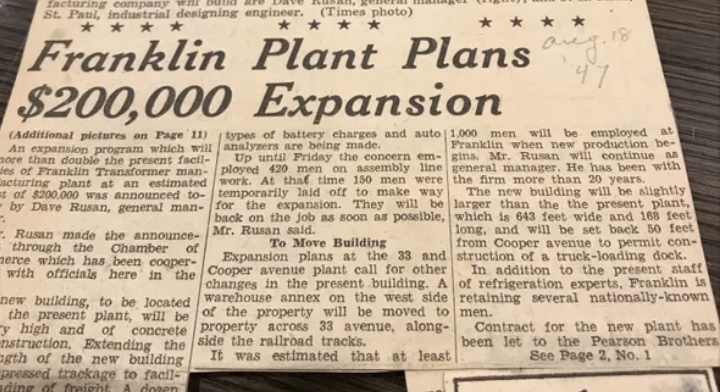 facturing company will build are Dave Rusan, general manager (right), and
St. Paul, industrial designing engineer. (Times photo)
★ ★ ★ ★ ★ ★ ★ ★ ★ ★ ★ ★
Franklin Plant Plans
$200,000 Expansion
aug. 18
'47
(Additional pictures on Page 11)
An expansion program which will
more than double the present facil-
ies of Franklin Transformer man-
acturing plant at an estimated
st of $200,000 was announced to-
by Dave Rusan, general man-
r.
r. Rusan made the announce-
through the Chamber of
merce which has been cooper-
with officials here in the
new building, to be located
the present plant, will be
ry high and of concrete
nstruction. Extending the
ngth of the new building
pressed trackage to facil-
ading of freight. A dozen
types of battery charges and auto
analyzers are being made.
Up until Friday the concern em-
ployed 420 men on assembly line
work. At that time 150 men were
temporarily laid off to make way
for the expansion. They will be
back on the job as soon as possible,
Mr. Rusan said.
To Move Building
Expansion plans at the 33 and
Cooper avenue plant call for other
changes in the present building. A
warehouse annex on the west side
of the property will be moved to
property across 33 avenue, along-
side the railroad tracks.
It was estimated that at least
1,000 men will be employed at
Franklin when new production be-
gins. Mr. Rusan will continue as
general manager. He has been with
the firm more than 20 years.
The new building will be slightly
larger than the the present plant,
which is 643 feet wide and 168 feet
long, and will be set back 50 feet
from Cooper avenue to permit con-
struction of a truck-loading dock.
In addition to the present staff
of refrigeration experts, Franklin is
retaining several nationally-known
men.
Contract for the new plant has
been let to the Pearson Brothers
See Page 2, No. 1